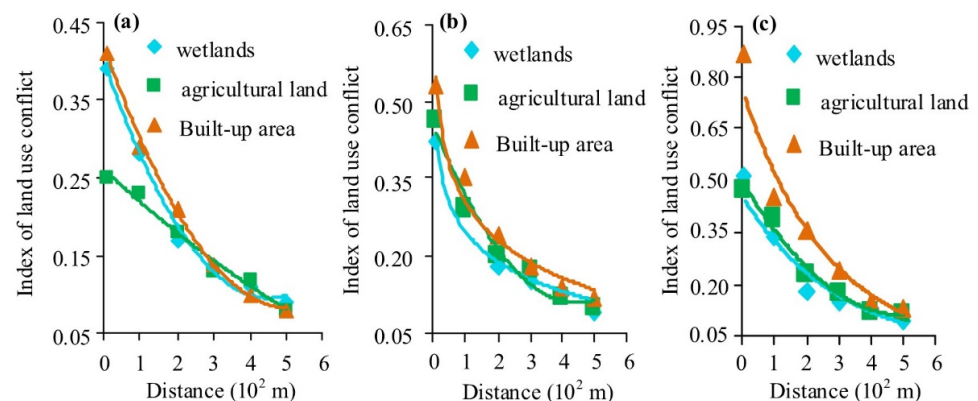 (a)
Index of land use conflict
0.45
0.35
0.25
0.15
0.05
wetlands
agricultural land
Built-up area
0 1 2 3 4 5 6
Distance (10² m)
(b)
Index of land use conflict
0.65
0.50
0.35
0.20
0.05
wetlands
agricultural land
Built-up area
0 1 2 3 4 5 6
Distance (10² m)
(c)
Index of land use conflict
0.95
0.80
0.65
0.50
0.35
0.20
0.05
wetlands
agricultural land
Built-up area
0 1 2 3 4 5 6
Distance (10² m)